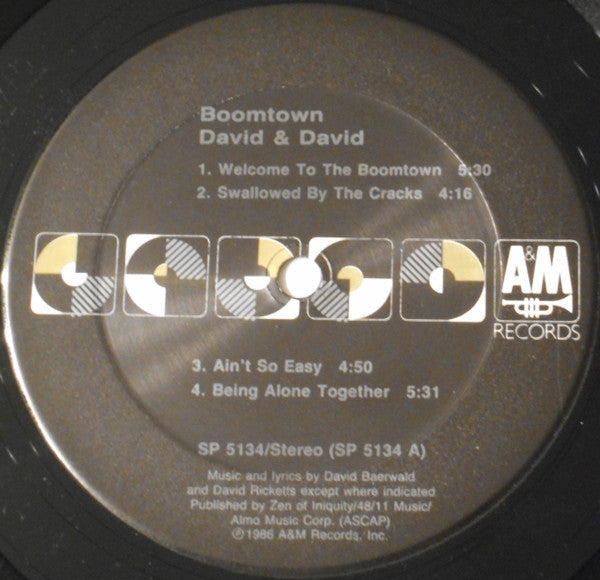 Boomtown
David & David
1. Welcome To The Boomtown 5:30
2. Swallowed By The Cracks 4:16
A&M
RECORDS
3. Ain't So Easy 4:50
4. Being Alone Together 5:31
SP 5134/Stereo (SP 5134 A)
Music and lyrics by David Baerwald
and David Ricketts except where indicated
Published by Zen of Iniquity/48/11 Music/
Almo Music Corp. (ASCAP)
℗1986 A&M Records, Inc.